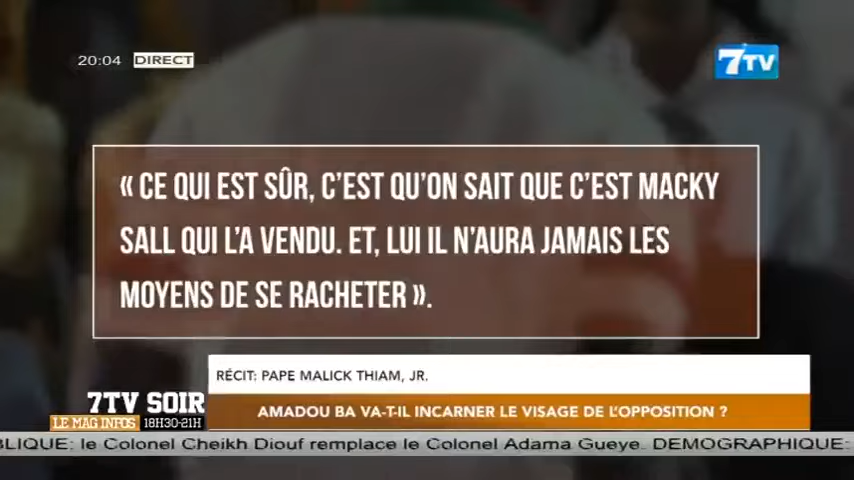 20:04 DIRECT
7TV
« CE QUI EST SÛR, C'EST QU'ON SAIT QUE C'EST MACKY
SALL QUI L'A VENDU. ET, LUI IL N'AURA JAMAIS LES
MOYENS DE SE RACHETER ».
RÉCIT: PAPE MALICK THIAM, JR.
7TV SOIR
LE MAG INFOS 18H30-21H
AMADOU BA VA-T-IL INCARNER LE VISAGE DE L'OPPOSITION ?
BLIQUE: le Colonel Cheikh Diouf remplace le Colonel Adama Gueye. DEMOGRAPHIQUE: